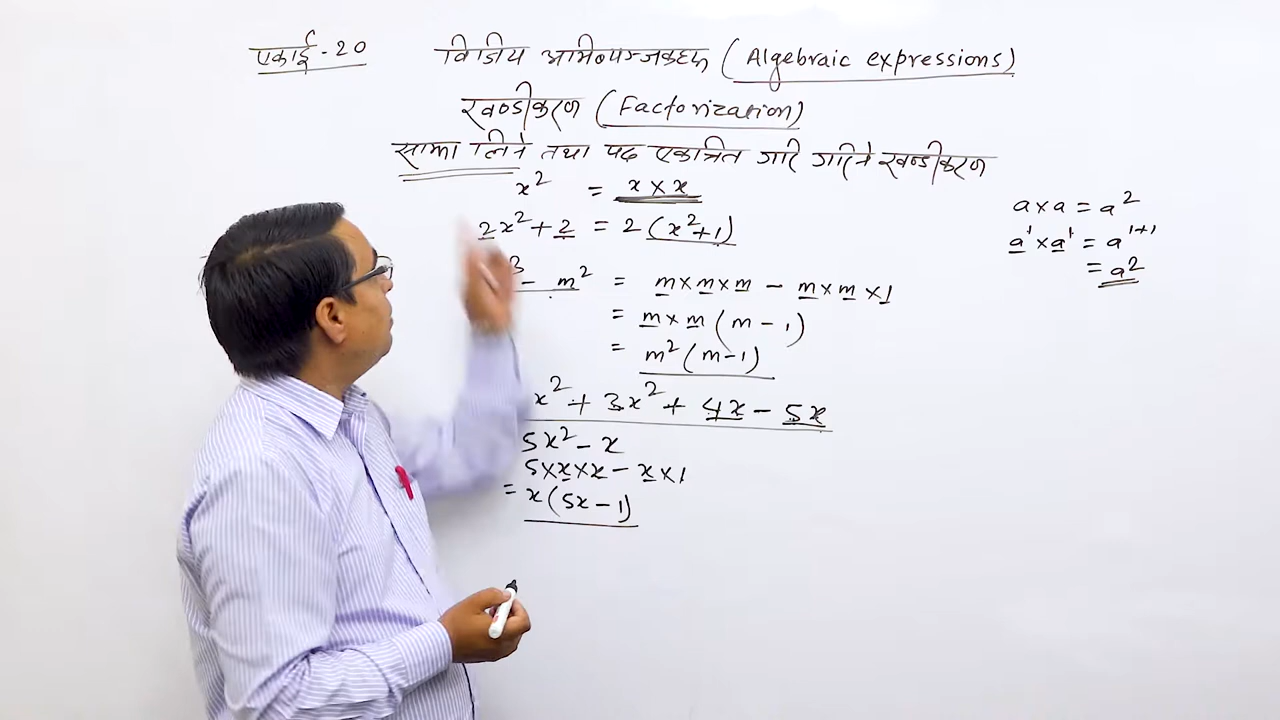 एकाई - 20
बिजिय अभिव्यञ्जकहरू (Algebraic expressions)
खण्डीकरण (Factorization)
साझा लिने तथा पद एकत्रित गरि गरिने खण्डीकरण
x² = x × x
2x² + 2 = 2 (x² + 1)
³ - m² = m × m × m - m × m × 1
= m × m (m - 1)
= m² (m - 1)
x² + 3x² + 4x - 5x
5x² - x
5 × x × x - x × 1
= x (5x - 1)
a × a = a²
a¹ × a¹ = a¹⁺¹
= a²